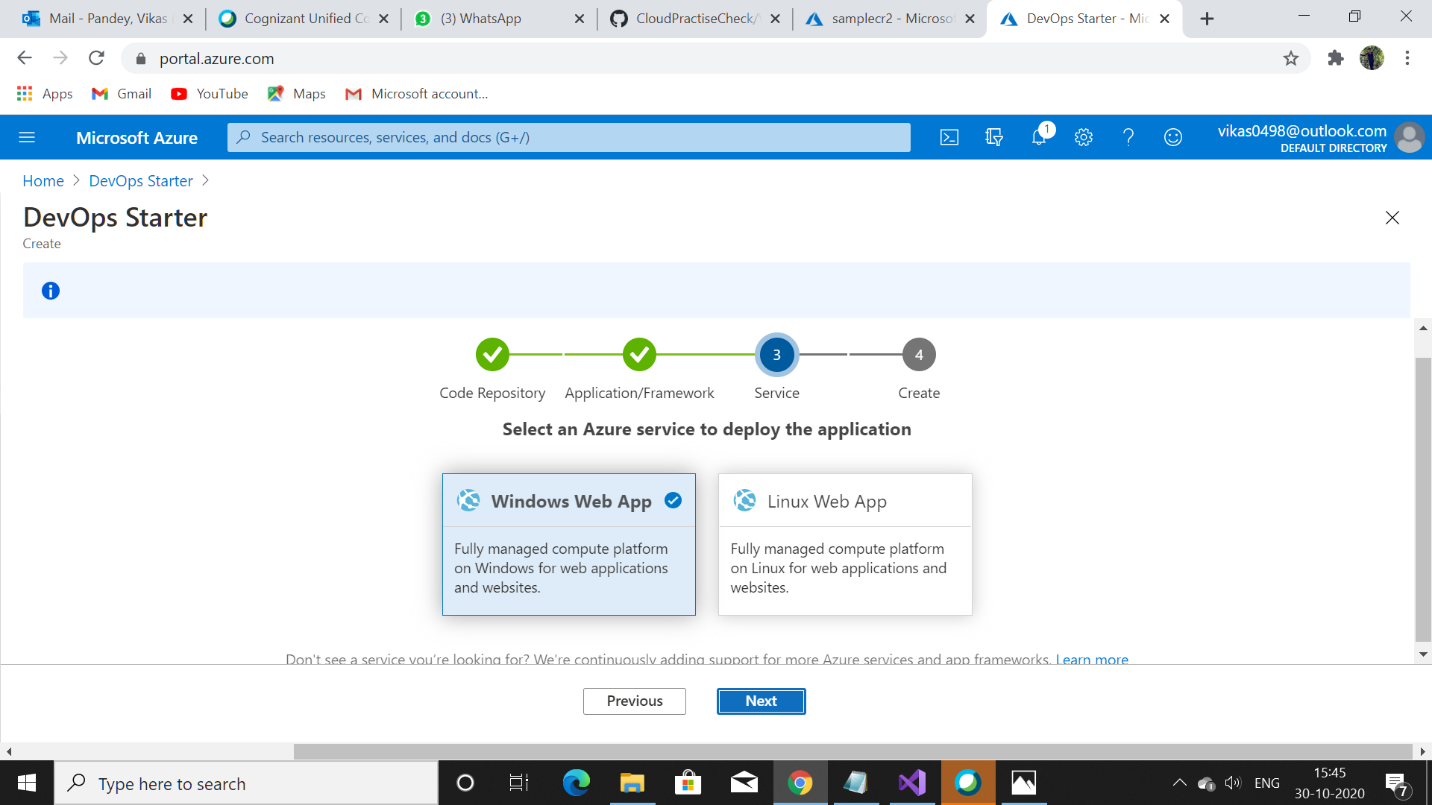 Mail - Pandey, Vikas
Cognizant Unified Co
(3) WhatsApp
CloudPractiseCheck/
samplecr2 - Microso
DevOps Starter - Mic
portal.azure.com
Apps
Gmail
YouTube
Maps
Microsoft account...
Microsoft Azure
Search resources, services, and docs (G+/)
1
vikas0498@outlook.com
DEFAULT DIRECTORY
Home > DevOps Starter >
DevOps Starter
Create
3
4
Code Repository
Application/Framework
Service
Create
Select an Azure service to deploy the application
Windows Web App
Fully managed compute platform
on Windows for web applications
and websites.
Linux Web App
Fully managed compute platform
on Linux for web applications and
websites.
Don't see a service you're looking for? We're continuously adding support for more Azure services and app frameworks. Learn more
Previous
Next
Type here to search
ENG
15:45
30-10-2020
7